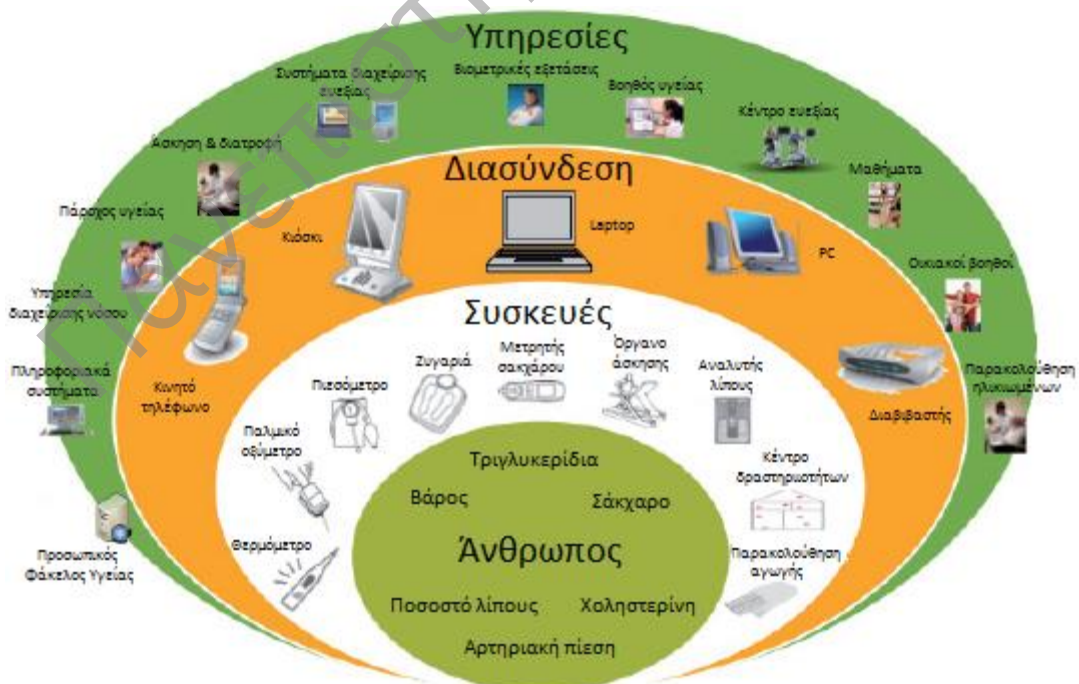 Υπηρεσίες
Συστήματα διαχείρισης
ευεξίας
Βιομετρικές εξετάσεις
Βοηθός υγείας
Κέντρο ευεξίας
Άσκηση & διατροφή
Μαθήματα
Πάροχος υγείας
Οικιακοί βοηθοί
Υπηρεσία
διαχείρισης νόσου
Πληροφοριακά
συστήματα
Παρακολούθηση
ηλικιωμένων
Προσωπικός
Φάκελος Υγείας
Διασύνδεση
Κιόσκι
Laptop
PC
Κινητό
τηλέφωνο
Διαβιβαστής
Συσκευές
Ζυγαριά
Μετρητής
σακχάρου
Όργανο
άσκησης
Αναλυτής
λίπους
Πιεσόμετρο
Παλμικό
οξύμετρο
Κέντρο
δραστηριοτήτων
Θερμόμετρο
Παρακολούθηση
αγωγής
Τριγλυκερίδια
Βάρος
Σάκχαρο
Άνθρωπος
Ποσοστό λίπους
Χοληστερίνη
Αρτηριακή πίεση